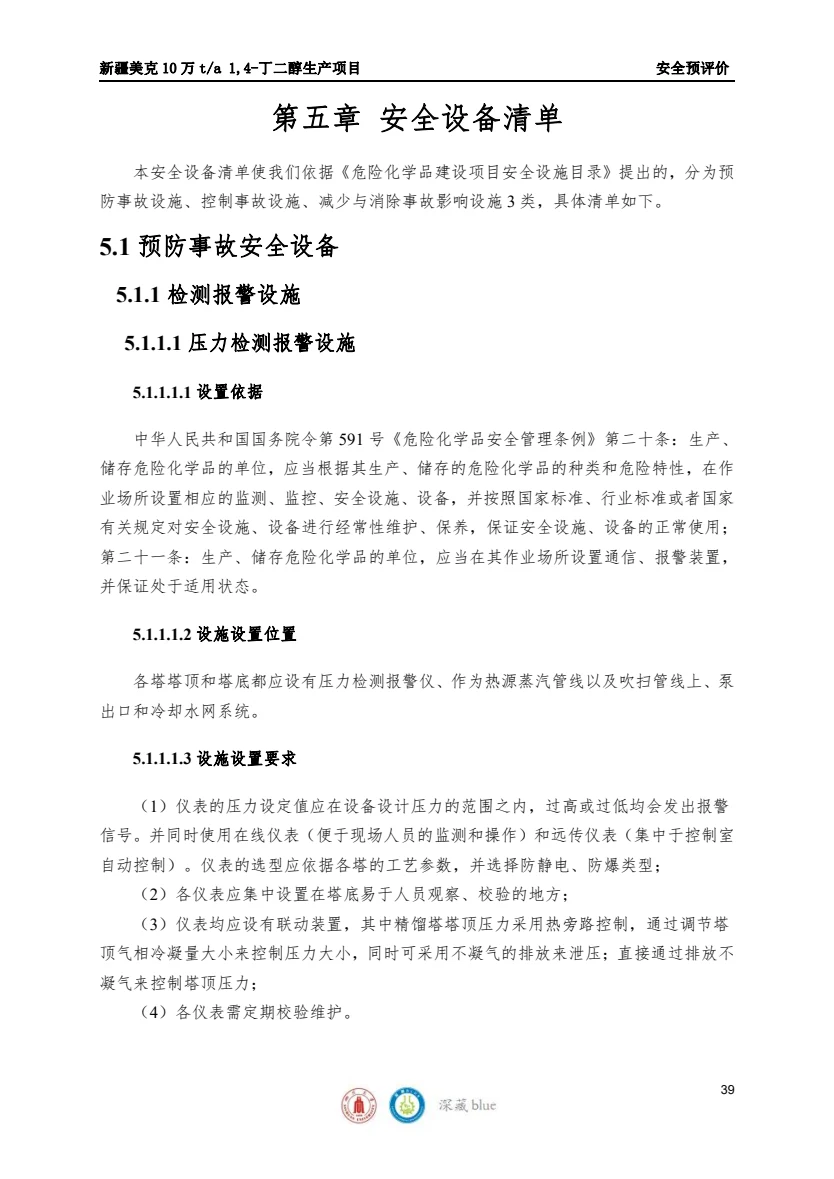 新疆美克 10 万 t/a 1,4-丁二醇生产项目 安全预评价
第五章 安全设备清单
本安全设备清单使我们依据《危险化学品建设项目安全设施目录》提出的，分为预
防事故设施、控制事故设施、减少与消除事故影响设施 3 类，具体清单如下。
5.1 预防事故安全设备
5.1.1 检测报警设施
5.1.1.1 压力检测报警设施
5.1.1.1.1 设置依据
中华人民共和国国务院令第 591 号《危险化学品安全管理条例》第二十条：生产、
储存危险化学品的单位，应当根据其生产、储存的危险化学品的种类和危险特性，在作
业场所设置相应的监测、监控、安全设施、设备，并按照国家标准、行业标准或者国家
有关规定对安全设施、设备进行经常性维护、保养，保证安全设施、设备的正常使用；
第二十一条：生产、储存危险化学品的单位，应当在其作业场所设置通信、报警装置，
并保证处于适用状态。
5.1.1.1.2 设施设置位置
各塔塔顶和塔底都应设有压力检测报警仪、作为热源蒸汽管线以及吹扫管线上、泵
出口和冷却水网系统。
5.1.1.1.3 设施设置要求
（1）仪表的压力设定值应在设备设计压力的范围之内，过高或过低均会发出报警
信号。并同时使用在线仪表（便于现场人员的监测和操作）和远传仪表（集中于控制室
自动控制）。仪表的选型应依据各塔的工艺参数，并选择防静电、防爆类型；
（2）各仪表应集中设置在塔底易于人员观察、校验的地方；
（3）仪表均应设有联动装置，其中精馏塔塔顶压力采用热旁路控制，通过调节塔
顶气相冷凝量大小来控制压力大小，同时可采用不凝气的排放来泄压；直接通过排放不
凝气来控制塔顶压力；
（4）各仪表需定期校验维护。
深藏 blue
39